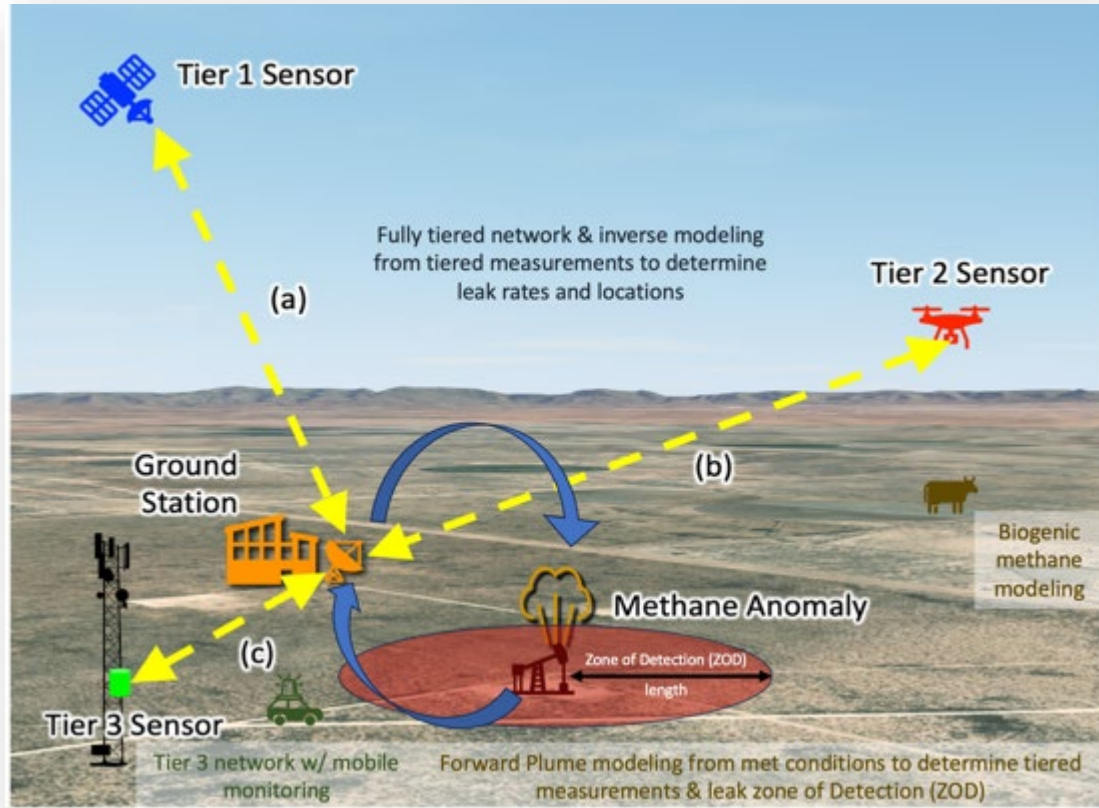 Tier 1 Sensor
Fully tiered network & inverse modeling
from tiered measurements to determine
leak rates and locations
Tier 2 Sensor
(a)
(b)
Ground
Station
Biogenic
methane
modeling
Methane Anomaly
Zone of Detection (ZOD)
length
(c)
Tier 3 Sensor
Tier 3 network w/ mobile
monitoring
Forward Plume modeling from met conditions to determine tiered
measurements & leak zone of Detection (ZOD)